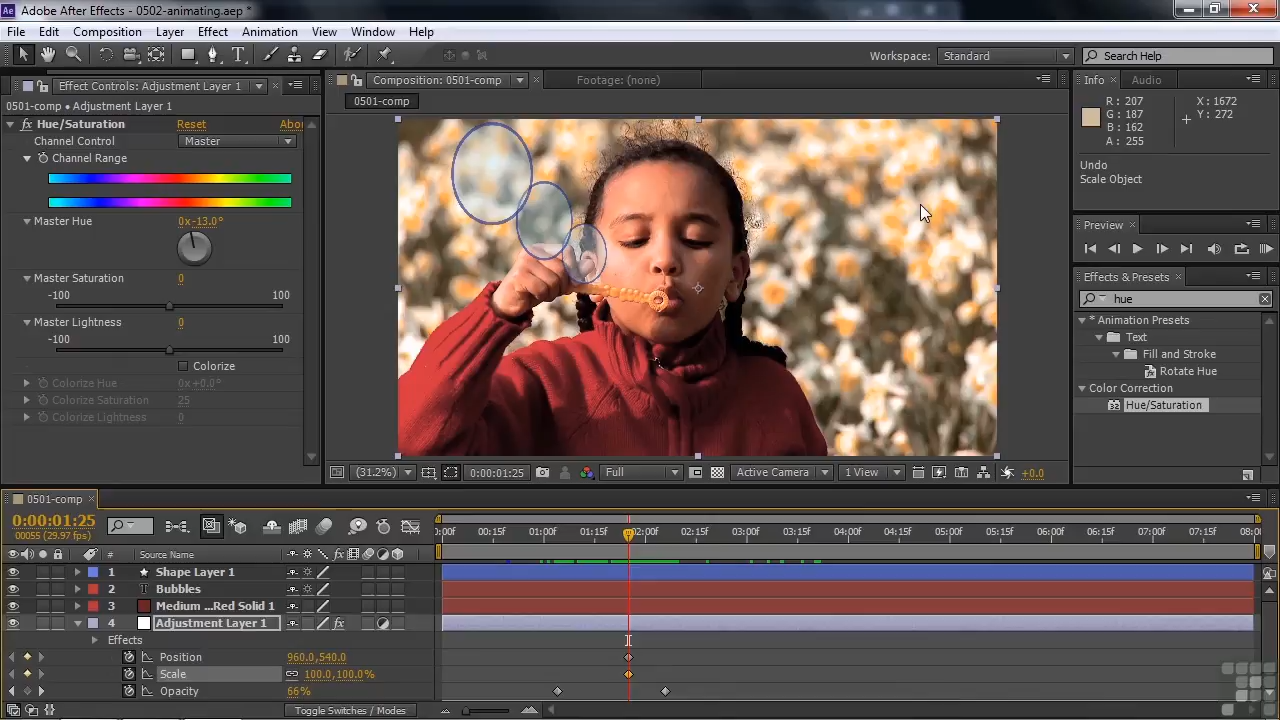 Ae Adobe After Effects - 0502-animating.aep *
File Edit Composition Layer Effect Animation View Window Help
T Workspace: Standard Search Help
Effect Controls: Adjustment Layer 1
Composition: 0501-comp
Footage: (none)
Info Audio
0501-comp • Adjustment Layer 1
0501-comp
R: 207 X: 1672
G: 187 Y: 272
B: 162
A: 255
Undo
Scale Object
fx Hue/Saturation Reset Abo
Channel Control Master
Channel Range
Master Hue 0x-13.0°
Master Saturation 0
-100 100
Master Lightness 0
-100 100
Colorize
Colorize Hue 0x+0.0°
Colorize Saturation 25
Colorize Lightness 0
Preview
Effects & Presets
hue
* Animation Presets
Text
Fill and Stroke
Rotate Hue
Color Correction
32 Hue/Saturation
(31.2%) 0:00:01:25 Full Active Camera 1 View +0.0
0501-comp
0:00:01:25
00055 (29.97 fps)
:00f 00:15f 01:00f 01:15f 02:00f 02:15f 03:00f 03:15f 04:00f 04:15f 05:00f 05:15f 06:00f 06:15f 07:00f 07:15f 08:00
# Source Name fx
1 Shape Layer 1
2 T Bubbles
3 Medium ...Red Solid 1
4 Adjustment Layer 1 fx
Effects
Position 960.0,540.0
Scale 100.0,100.0%
Opacity 66%
Toggle Switches / Modes